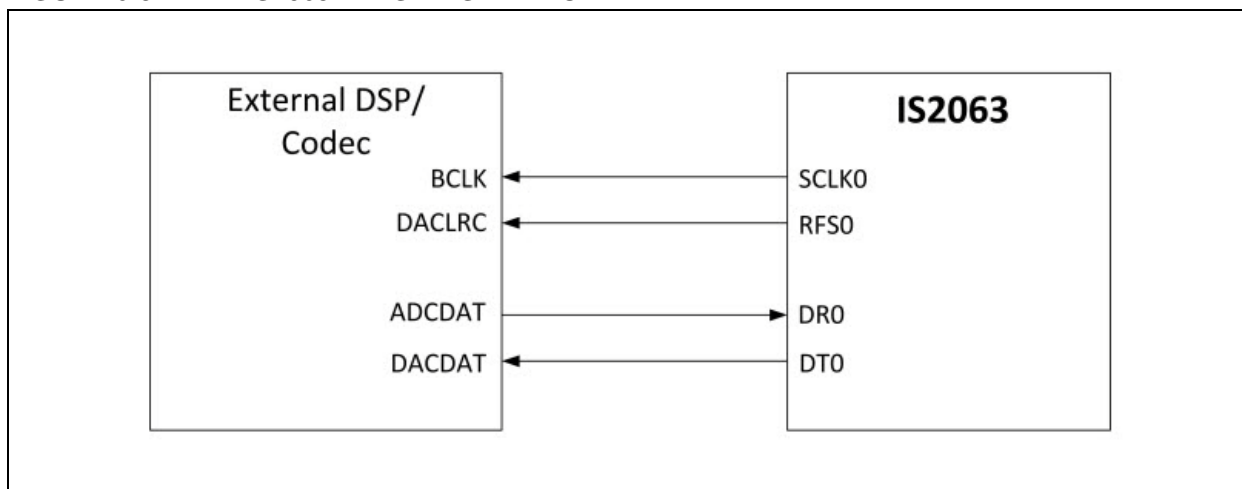 External DSP/
Codec
IS2063
BCLK
SCLK0
DACLRC
RFS0
ADCDAT
DR0
DACDAT
DT0